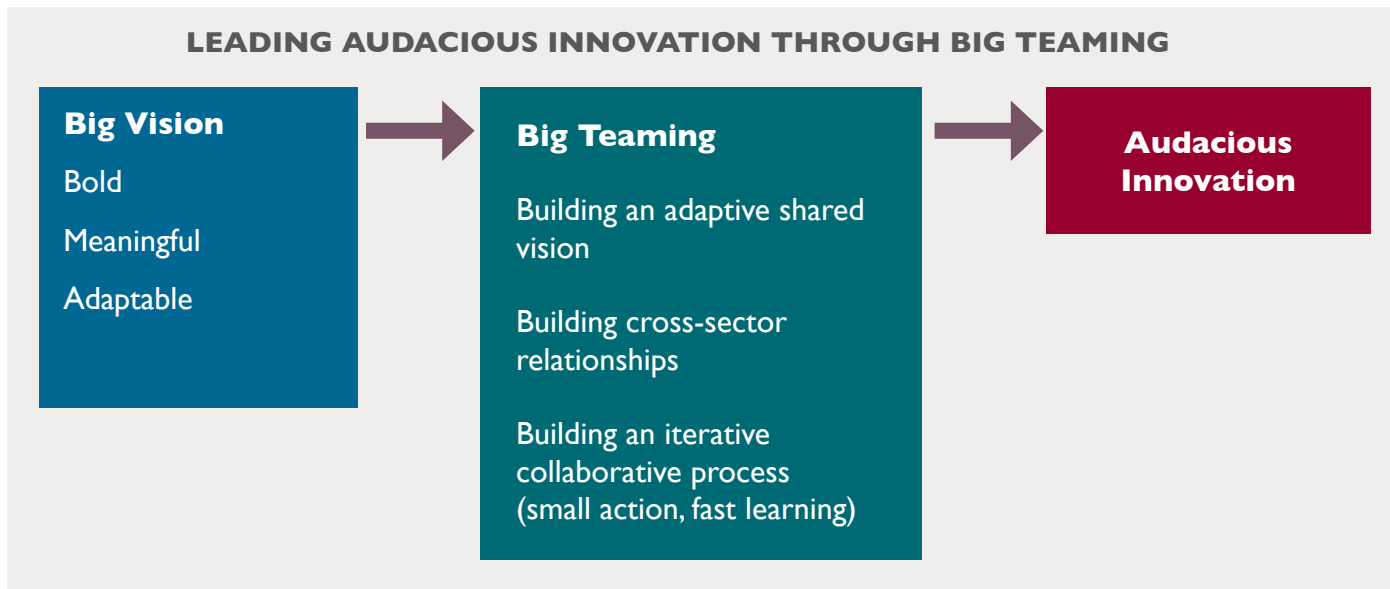 LEADING AUDACIOUS INNOVATION THROUGH BIG TEAMING
Big Vision
Bold
Meaningful
Adaptable
Big Teaming
Building an adaptive shared
vision
Building cross-sector
relationships
Building an iterative
collaborative process
(small action, fast learning)
Audacious
Innovation